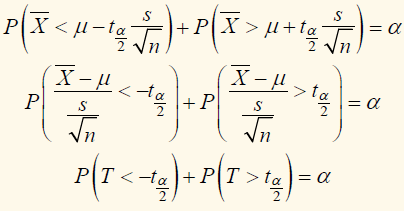 P(X̅ < μ − t_{α/2} s/√n) + P(X̅ > μ + t_{α/2} s/√n) = α
P((X̅ − μ)/(s/√n) < −t_{α/2}) + P((X̅ − μ)/(s/√n) > t_{α/2}) = α
P(T < −t_{α/2}) + P(T > t_{α/2}) = α